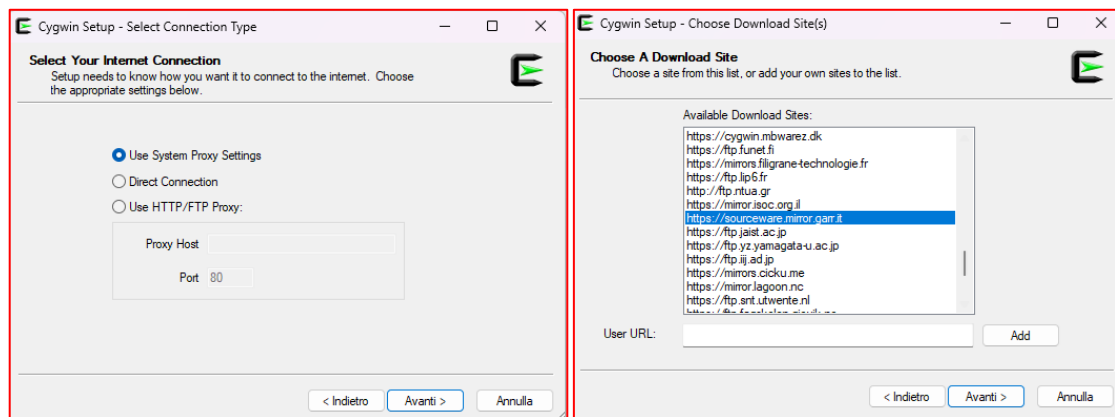 Cygwin Setup - Select Connection Type
Select Your Internet Connection
Setup needs to know how you want it to connect to the internet. Choose
the appropriate settings below.
Use System Proxy Settings
Direct Connection
Use HTTP/FTP Proxy:
Proxy Host
Port 80
< Indietro Avanti > Annulla
Cygwin Setup - Choose Download Site(s)
Choose A Download Site
Choose a site from this list, or add your own sites to the list.
Available Download Sites:
https://cygwin.mbwarez.dk
https://ftp.funet.fi
https://mirrors.filigrane-technologie.fr
https://ftp.lip6.fr
http://ftp.ntua.gr
https://mirror.isoc.org.il
https://sourceware.mirror.garr.it
https://ftp.jaist.ac.jp
https://ftp.yz.yamagata-u.ac.jp
https://ftp.iij.ad.jp
https://mirrors.cicku.me
https://mirror.lagoon.nc
https://ftp.snt.utwente.nl
User URL: Add
< Indietro Avanti > Annulla